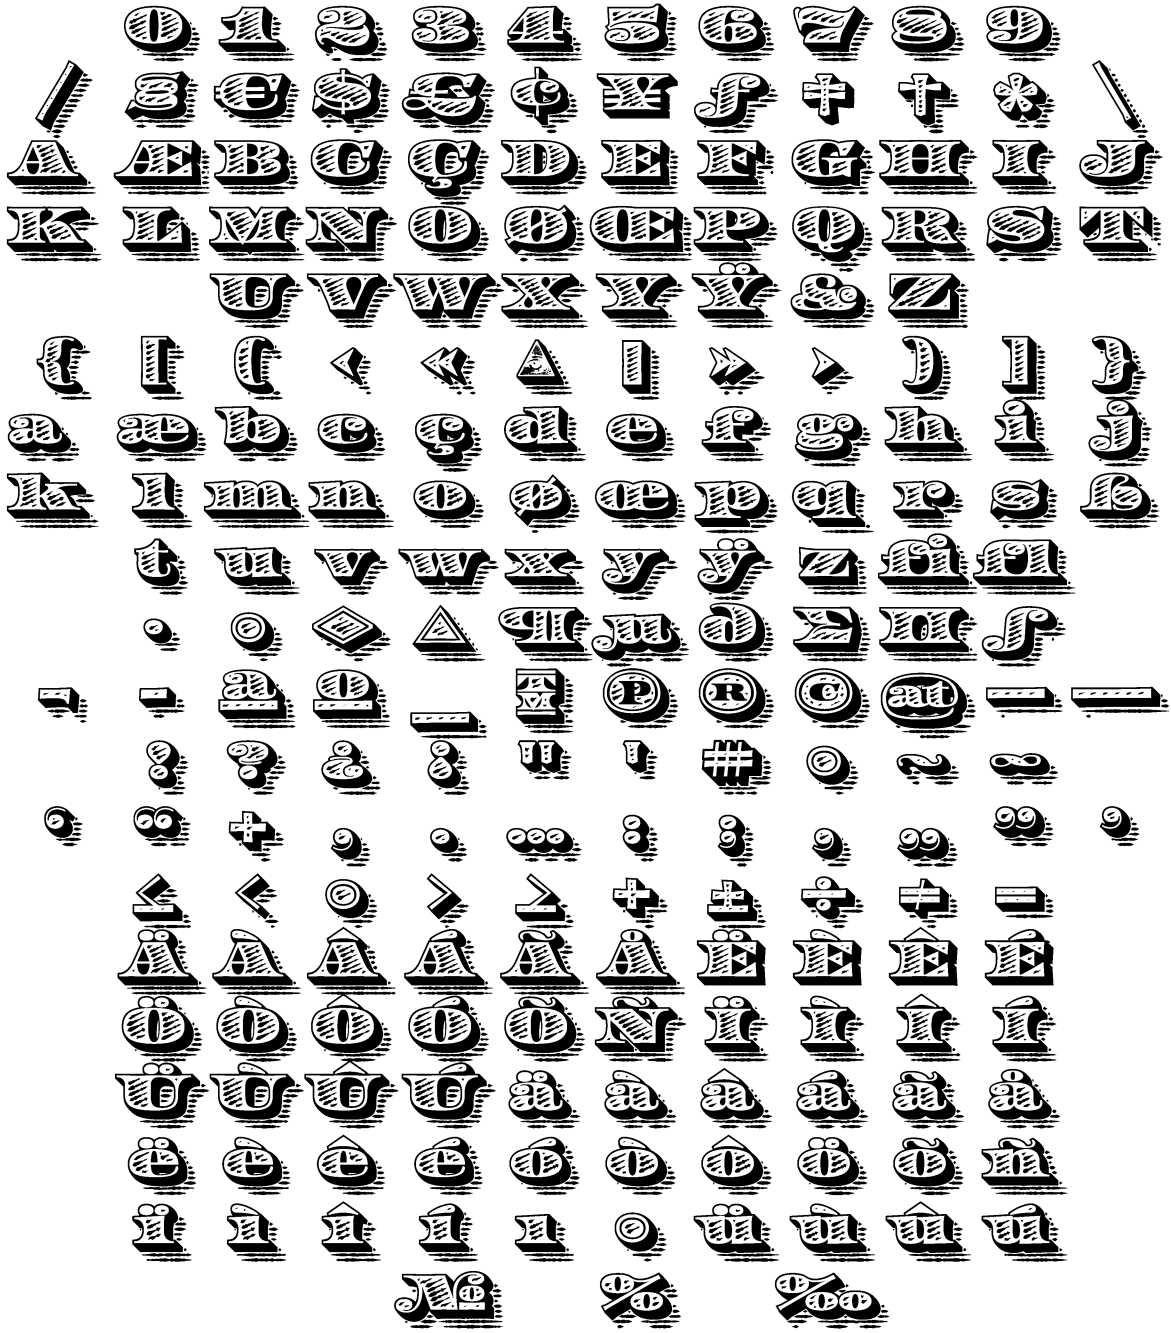 0 1 2 3 4 5 6 7 8 9
/ ¤ € $ £ ¢ ¥ ƒ ‡ † * \
A Æ B C Ç D E F G H I J
K L M N O Ø Œ P Q R S T
U V W X Y Ÿ & Z
{ [ ( ‹ « | » › ) ] }
a æ b c ç d e f g h i j
k l m n o ø œ p q r s ß
t u v w x y ÿ z fi fl
· ◊ ∆ ¶ µ ∂ Σ Π ∫
¬ - ª º _ ™ ℗ ® © – —
! ? ¿ ¡ " ' # ~ ∞
‘ “ + , . … : ; ‚ „ ” ’
≤ < > ≥ + ± ÷ ≠ =
Ä À Â Á Ã Å Ë È Ê É
Ö Ò Ô Ó Õ Ñ Ï Ì Î Í
Ü Ù Û Ú ä à â á ã å
ë è ê é ó ò ô ö õ ñ
ï ì î í ı ü ù û ú
№ % ‰